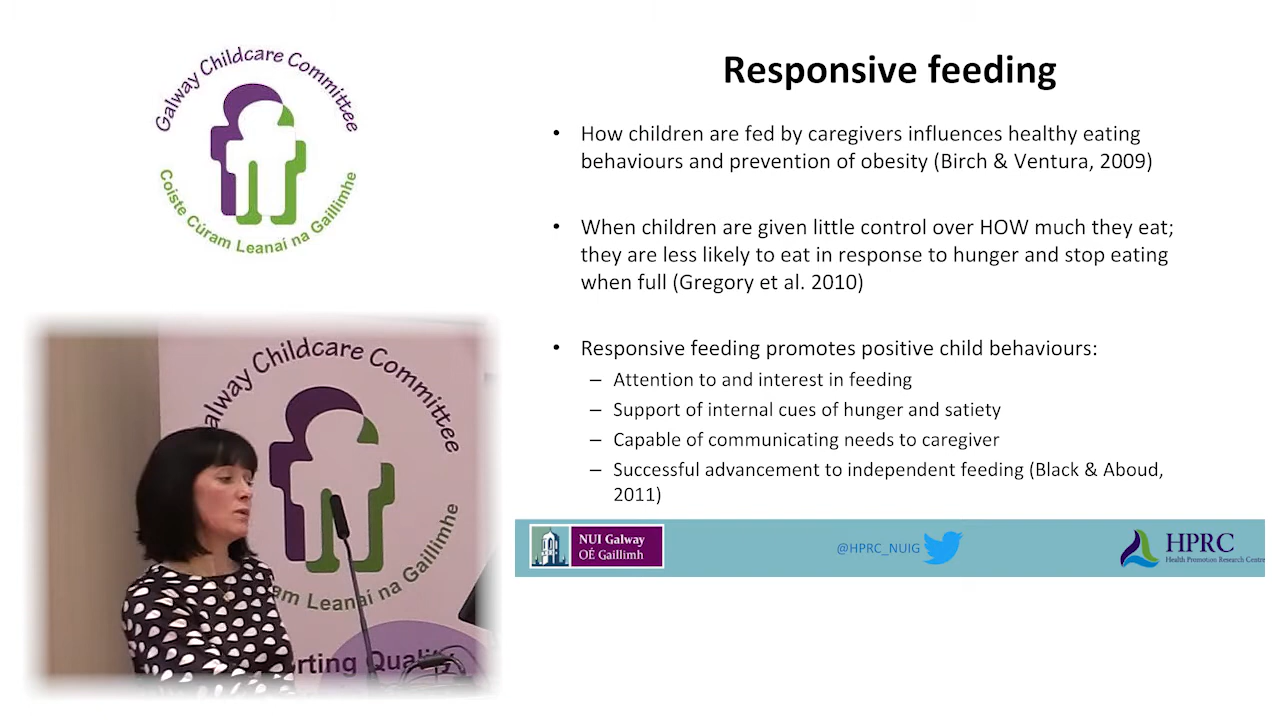 Galway Childcare Committee
Coiste Cúram Leanaí na Gaillimhe
Responsive feeding
• How children are fed by caregivers influences healthy eating
behaviours and prevention of obesity (Birch & Ventura, 2009)
• When children are given little control over HOW much they eat;
they are less likely to eat in response to hunger and stop eating
when full (Gregory et al. 2010)
• Responsive feeding promotes positive child behaviours:
– Attention to and interest in feeding
– Support of internal cues of hunger and satiety
– Capable of communicating needs to caregiver
– Successful advancement to independent feeding (Black & Aboud,
2011)
NUI Galway
OÉ Gaillimh
@HPRC_NUIG
HPRC
Health Promotion Research Centre
alway Childcare Committee
am Leanaí na Gaillimhe
rting Quality